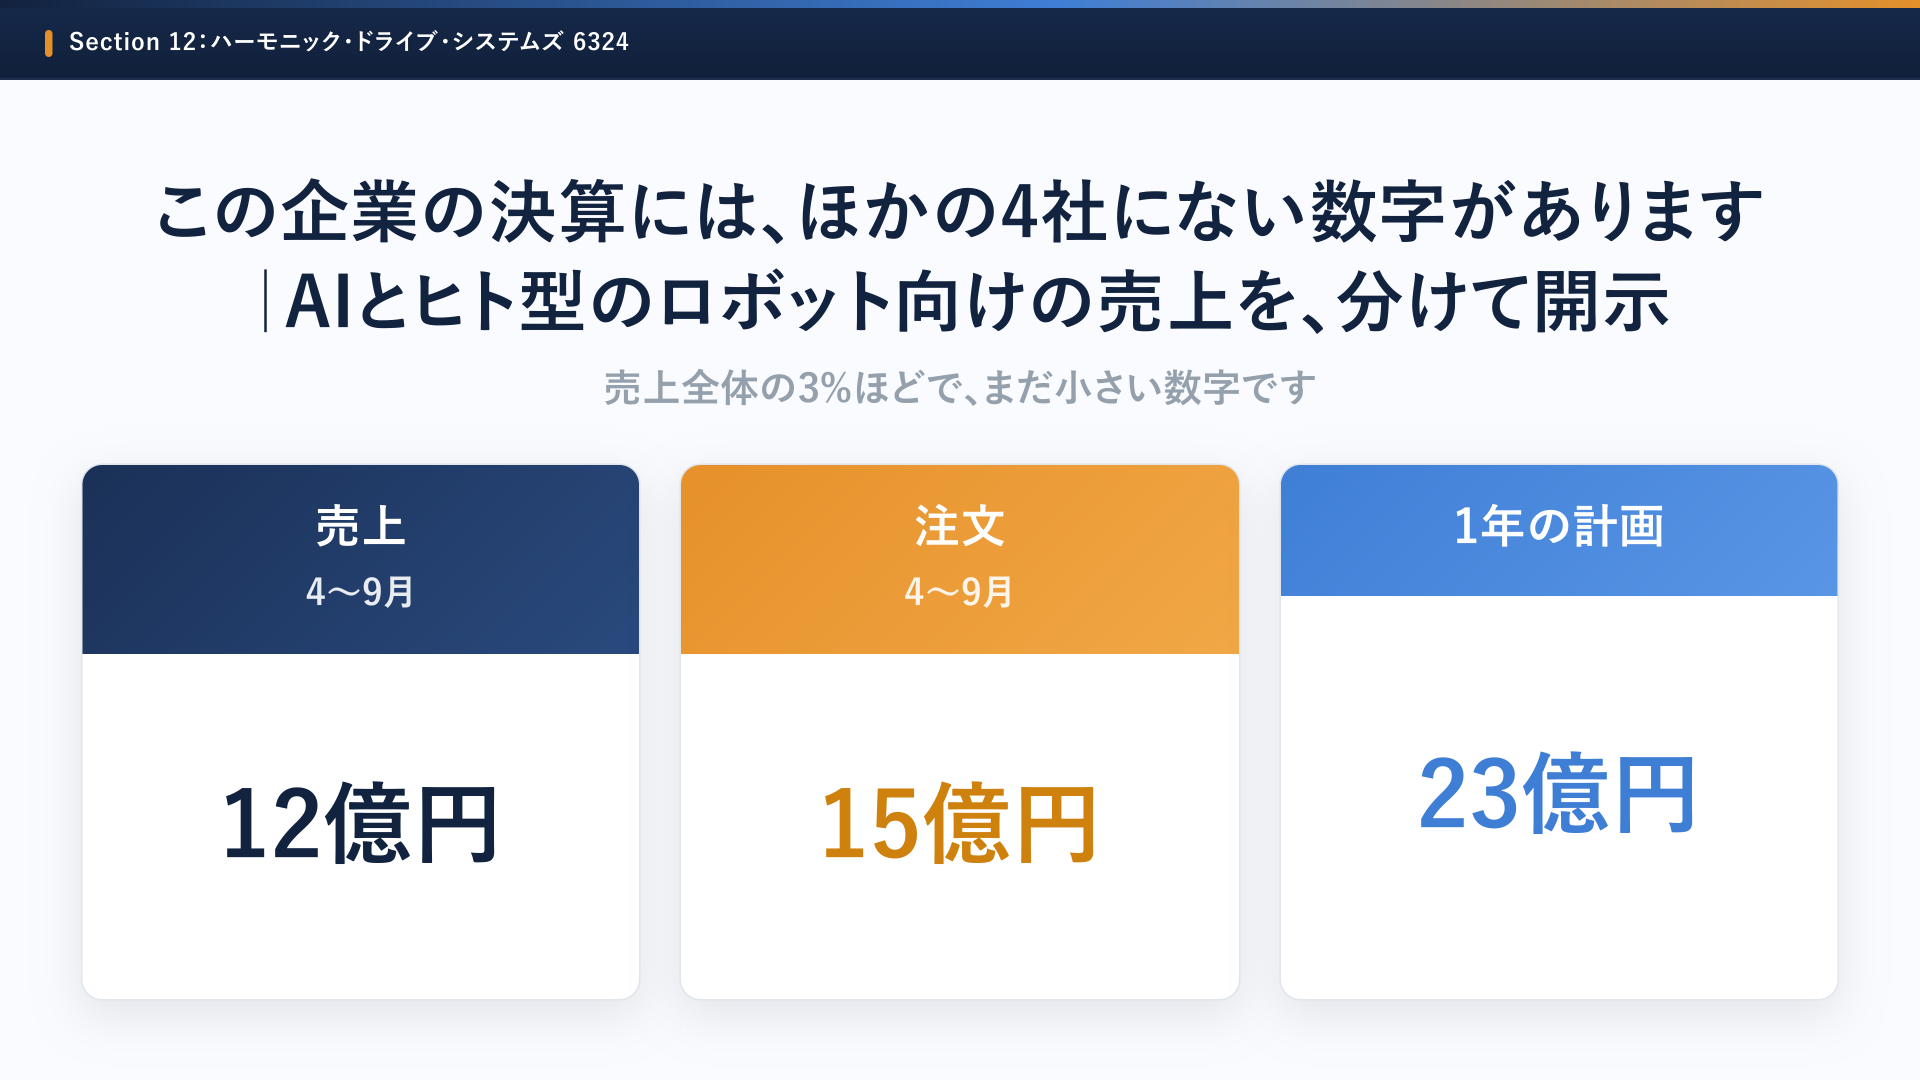 Section 12：ハーモニック・ドライブ・システムズ 6324
この企業の決算には、ほかの4社にない数字があります
｜AIとヒト型のロボット向けの売上を、分けて開示
売上全体の3%ほどで、まだ小さい数字です
売上
4〜9月
12億円
注文
4〜9月
15億円
1年の計画
23億円